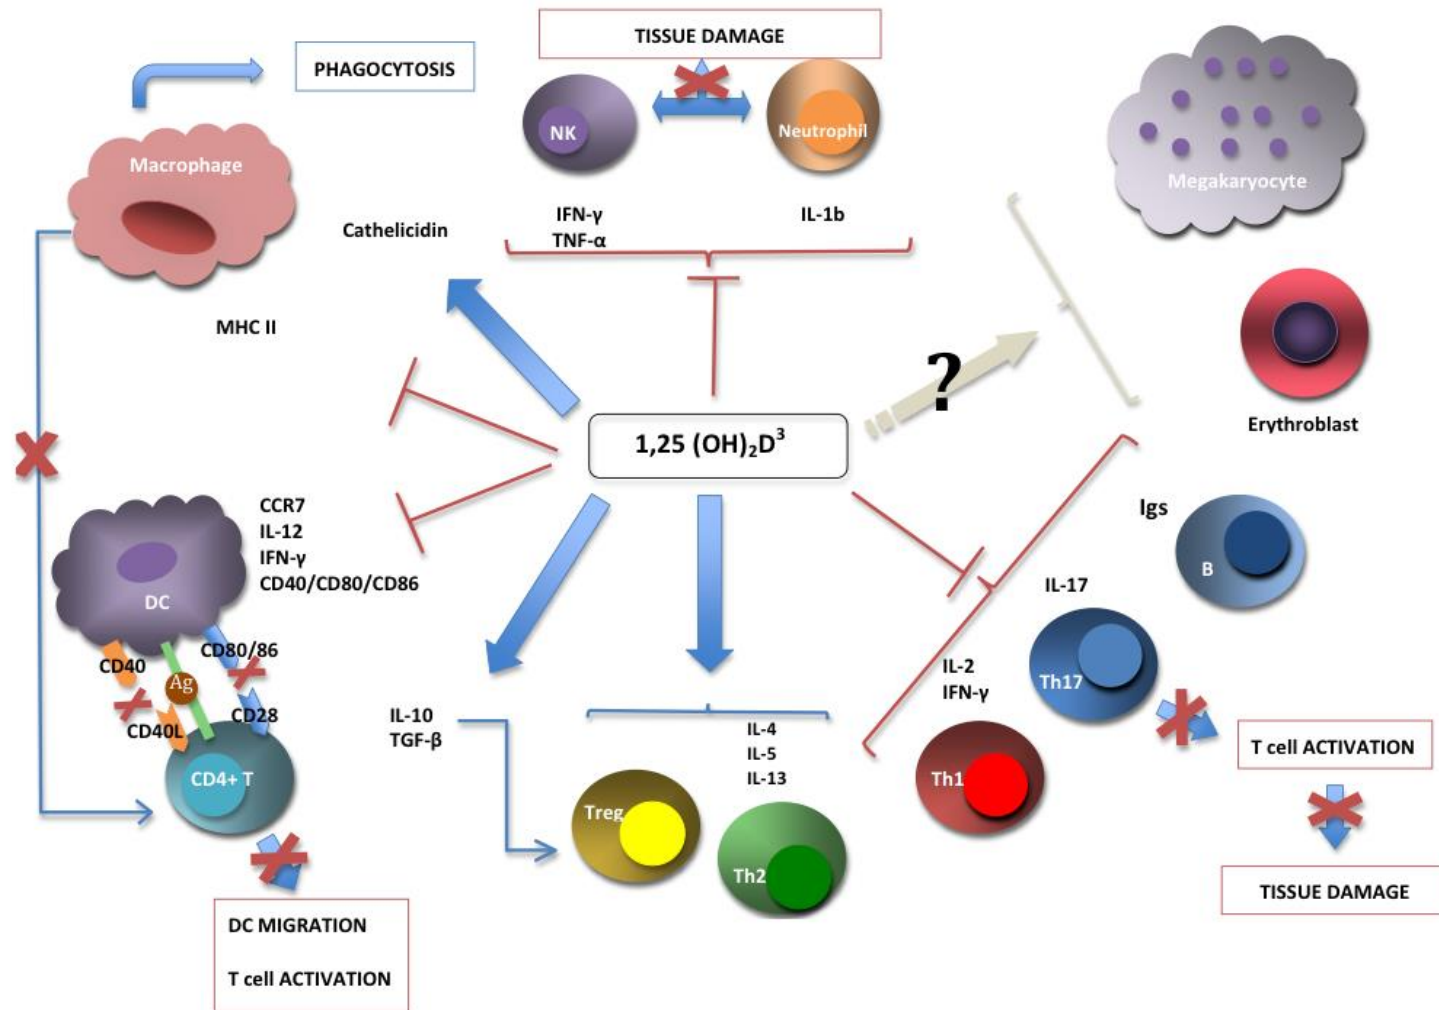 TISSUE DAMAGE
PHAGOCYTOSIS
NK
Neutrophil
Macrophage
Megakaryocyte
Cathelicidin
IFN-γ
TNF-α
IL-1b
MHC II
?
Erythroblast
1,25 (OH)₂D³
CCR7
IL-12
IFN-γ
CD40/CD80/CD86
DC
Igs
B
IL-17
CD40
CD80/86
Ag
CD40L
CD28
CD4+ T
IL-10
TGF-β
IL-4
IL-5
IL-13
Treg
Th2
IL-2
IFN-γ
Th17
Th1
T cell ACTIVATION
TISSUE DAMAGE
DC MIGRATION
T cell ACTIVATION